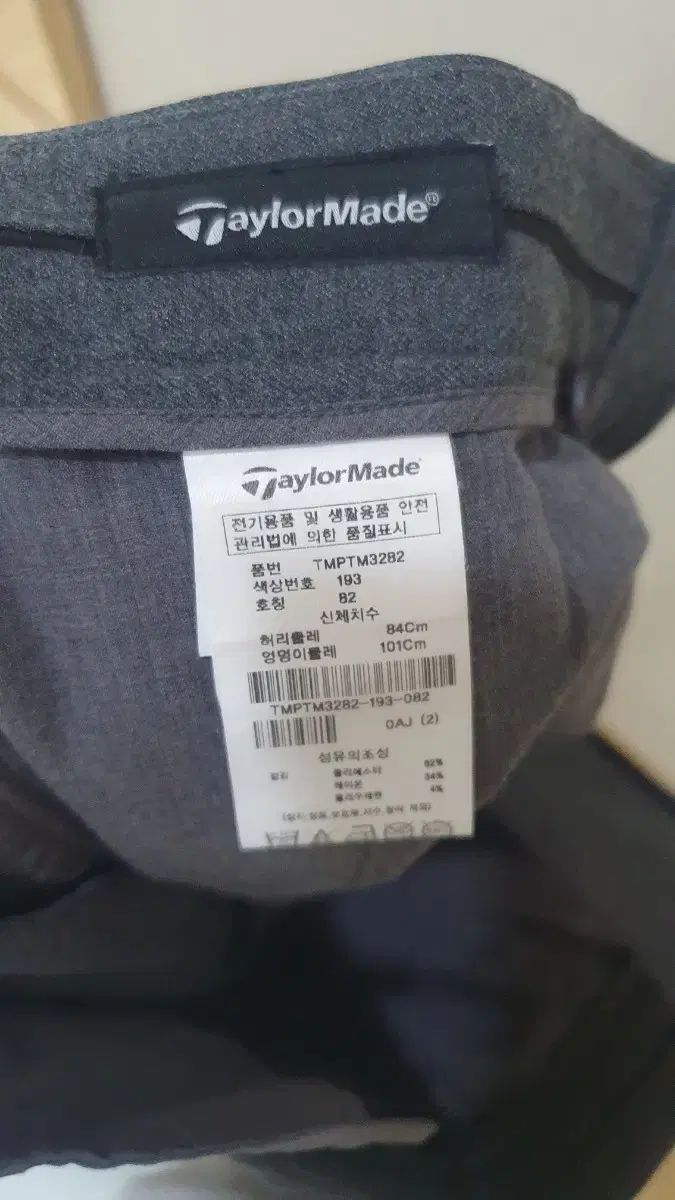 TaylorMade®
TaylorMade
전기용품 및 생활용품 안전
관리법에 의한 품질표시
품번 TMPTM3282
색상번호 193
호칭 82
신체치수
허리둘레 84Cm
엉덩이둘레 101Cm
TMPTM3282-193-082
0AJ (2)
섬유의조성
겉감 폴리에스터 62%
레이온 34%
폴리우레탄 4%